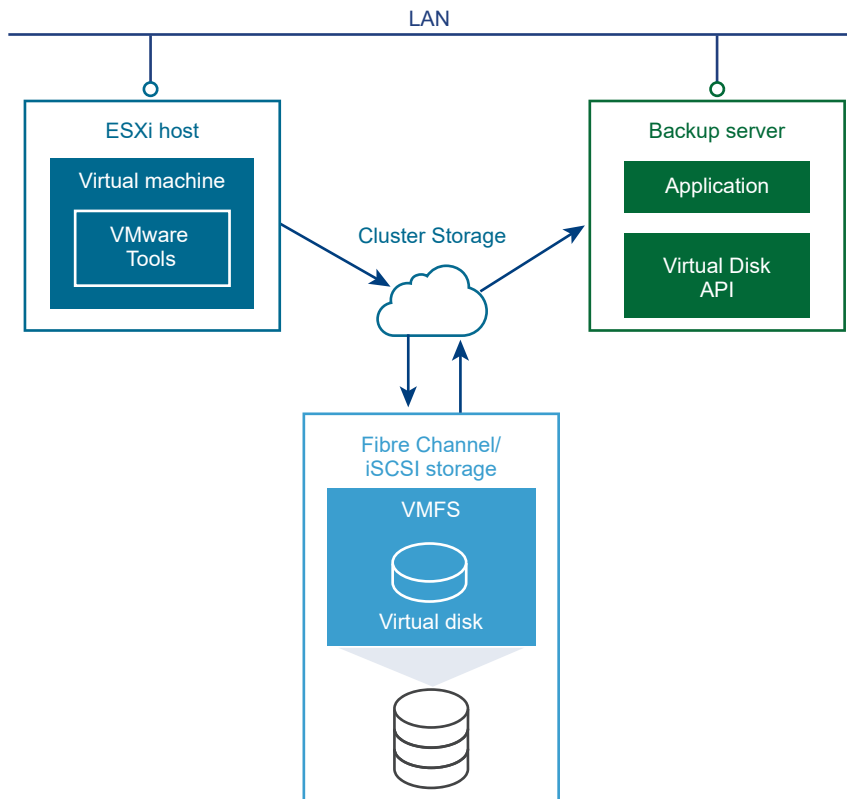 LAN
ESXi host
Virtual machine
VMware
Tools
Cluster Storage
Backup server
Application
Virtual Disk
API
Fibre Channel/
iSCSI storage
VMFS
Virtual disk